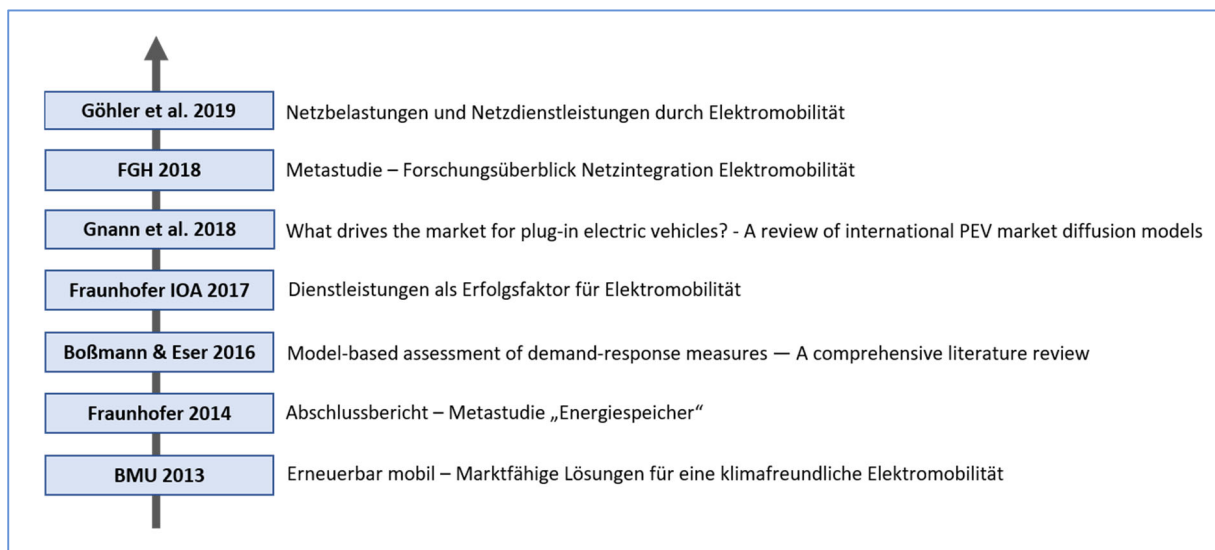 Göhler et al. 2019 Netzbelastungen und Netzdienstleistungen durch Elektromobilität
FGH 2018 Metastudie – Forschungsüberblick Netzintegration Elektromobilität
Gnann et al. 2018 What drives the market for plug-in electric vehicles? - A review of international PEV market diffusion models
Fraunhofer IOA 2017 Dienstleistungen als Erfolgsfaktor für Elektromobilität
Boßmann & Eser 2016 Model-based assessment of demand-response measures — A comprehensive literature review
Fraunhofer 2014 Abschlussbericht – Metastudie „Energiespeicher“
BMU 2013 Erneuerbar mobil – Marktfähige Lösungen für eine klimafreundliche Elektromobilität